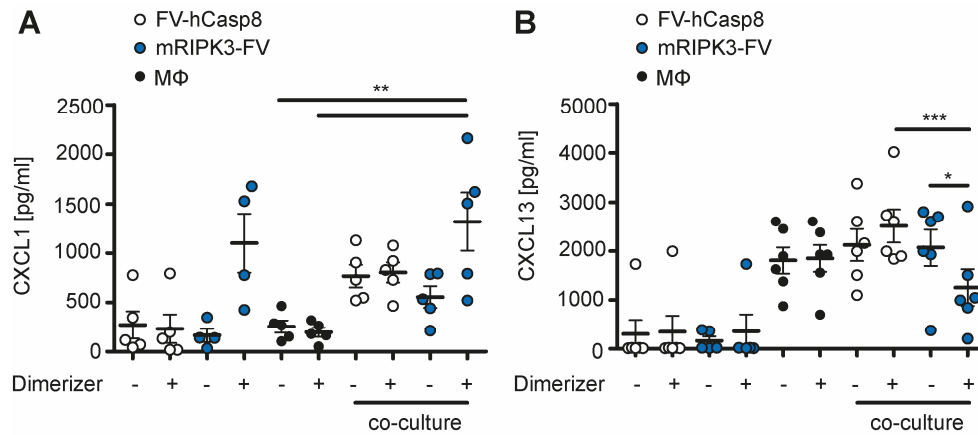 A
FV-hCasp8
mRIPK3-FV
MΦ
**
CXCL1 [pg/ml]
2500
2000
1500
1000
500
0
Dimerizer - + - + - + - + - +
co-culture
B
FV-hCasp8
mRIPK3-FV
MΦ
***
*
CXCL13 [pg/ml]
5000
4000
3000
2000
1000
0
Dimerizer - + - + - + - + - +
co-culture